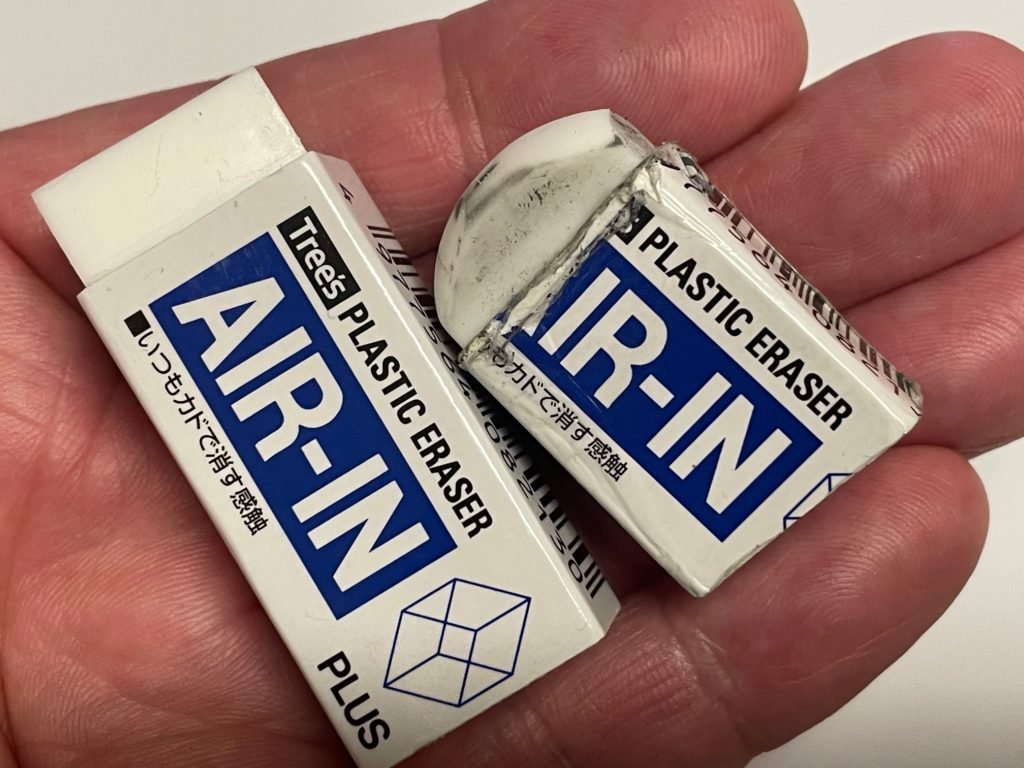 Tree's PLASTIC ERASER
AIR-IN
■いつもカドで消す感触
PLUS
PLASTIC ERASER
IR-IN
もカドで消す感触